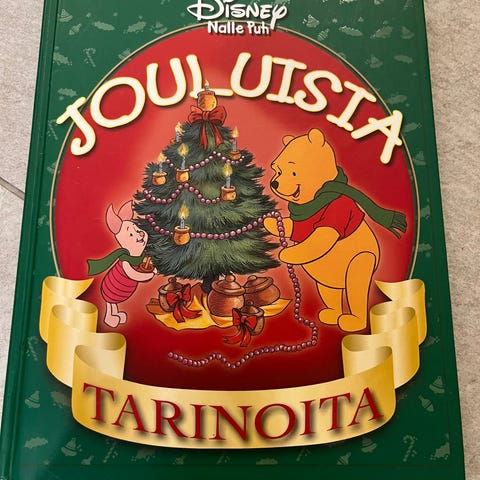 DISNEY
Nalle Puh
JOULUISIA
TARINOITA